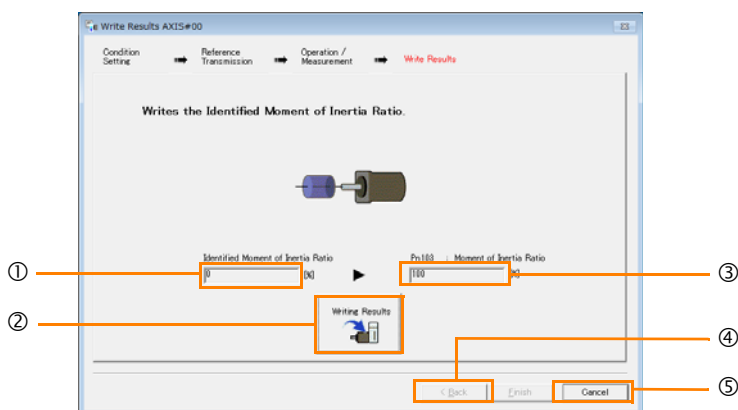 Write Results AXIS#00
Condition Setting
Reference Transmission
Operation / Measurement
Write Results
Writes the Identified Moment of Inertia Ratio.
Identified Moment of Inertia Ratio
Pn103 : Moment of Inertia Ratio
①
0
[%]
100
[%]
③
②
Writing Results
④
< Back
Finish
Cancel
⑤